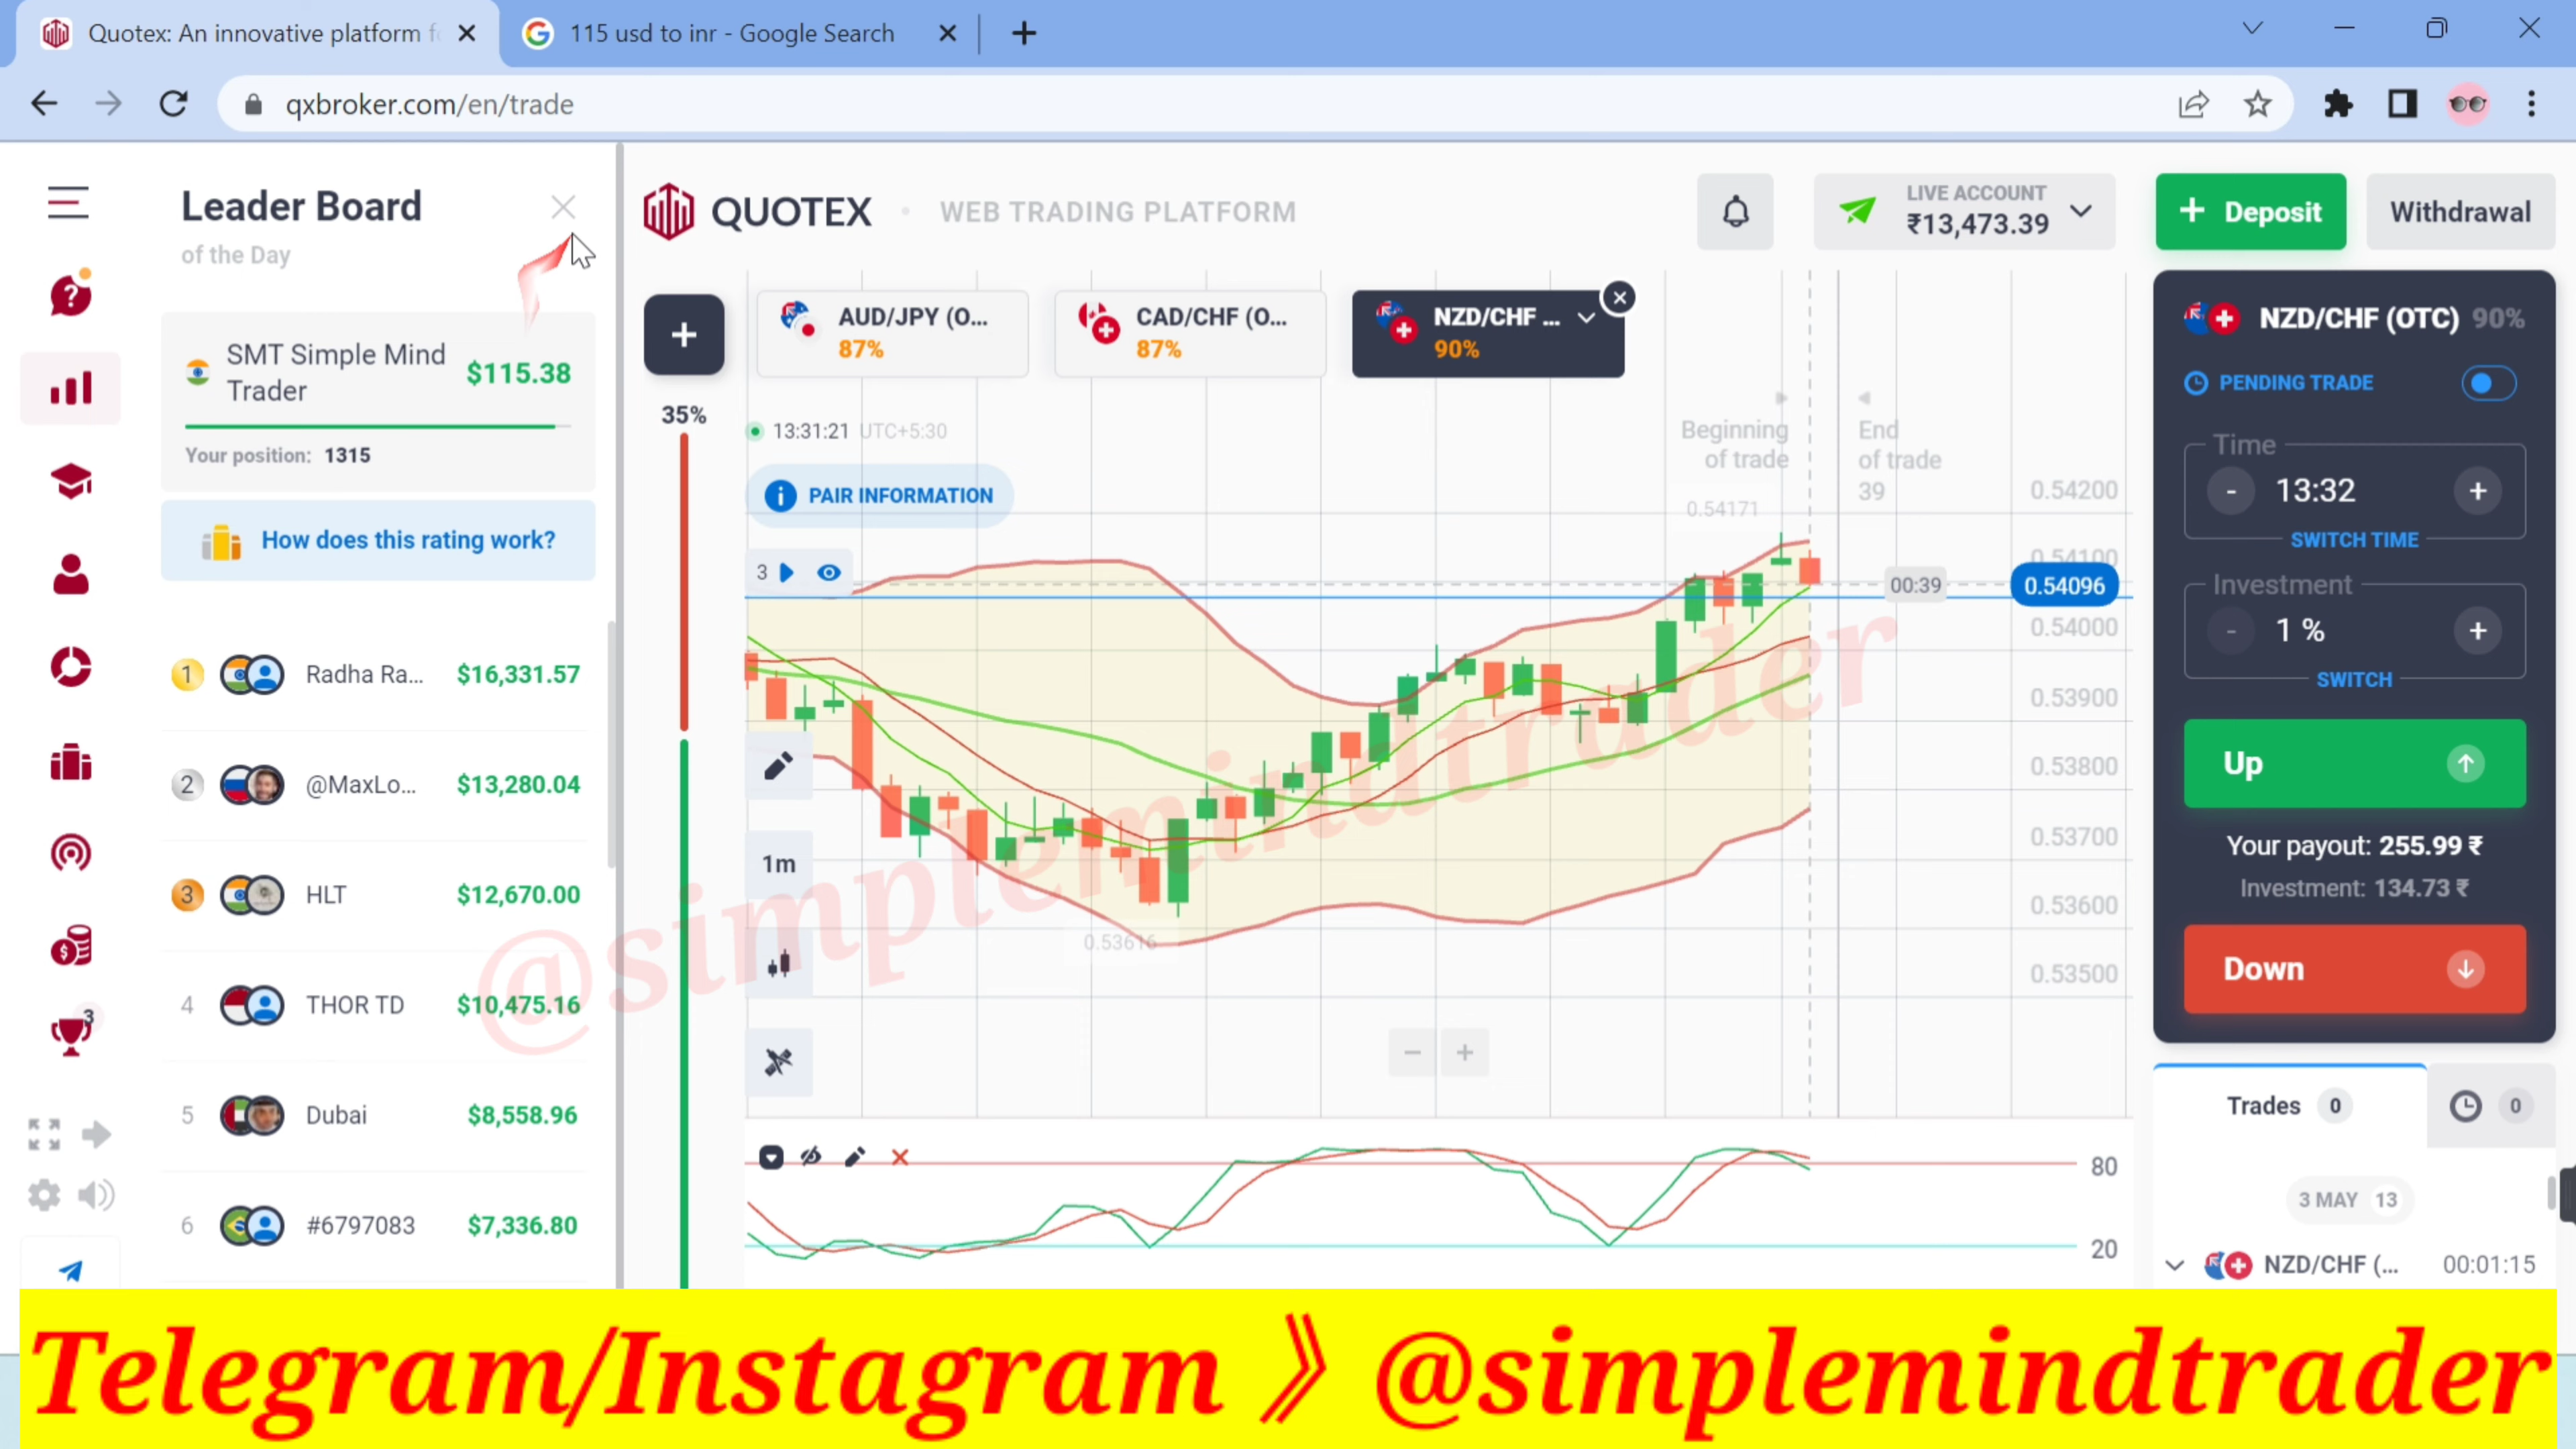 Quotex: An innovative platform f
115 usd to inr - Google Search
qxbroker.com/en/trade
Leader Board
of the Day
SMT Simple Mind
Trader
$115.38
Your position: 1315
How does this rating work?
1 Radha Ra... $16,331.57
2 @MaxLo... $13,280.04
3 HLT $12,670.00
4 THOR TD $10,475.16
5 Dubai $8,558.96
6 #6797083 $7,336.80
3
QUOTEX • WEB TRADING PLATFORM
LIVE ACCOUNT
₹13,473.39
+ Deposit
Withdrawal
AUD/JPY (O...
87%
CAD/CHF (O...
87%
NZD/CHF ...
90%
35%
13:31:21 UTC+5:30
PAIR INFORMATION
3
Beginning
of trade
End
of trade
39
0.54171
0.53616
00:39
0.54096
0.54200
0.54100
0.54000
0.53900
0.53800
0.53700
0.53600
0.53500
1m
80
20
@simplemindtrader
NZD/CHF (OTC) 90%
PENDING TRADE
Time
- 13:32 +
SWITCH TIME
Investment
- 1 % +
SWITCH
Up
Your payout: 255.99 ₹
Investment: 134.73 ₹
Down
Trades 0
0
3 MAY 13
NZD/CHF (... 00:01:15
Telegram/Instagram 》@simplemindtrader